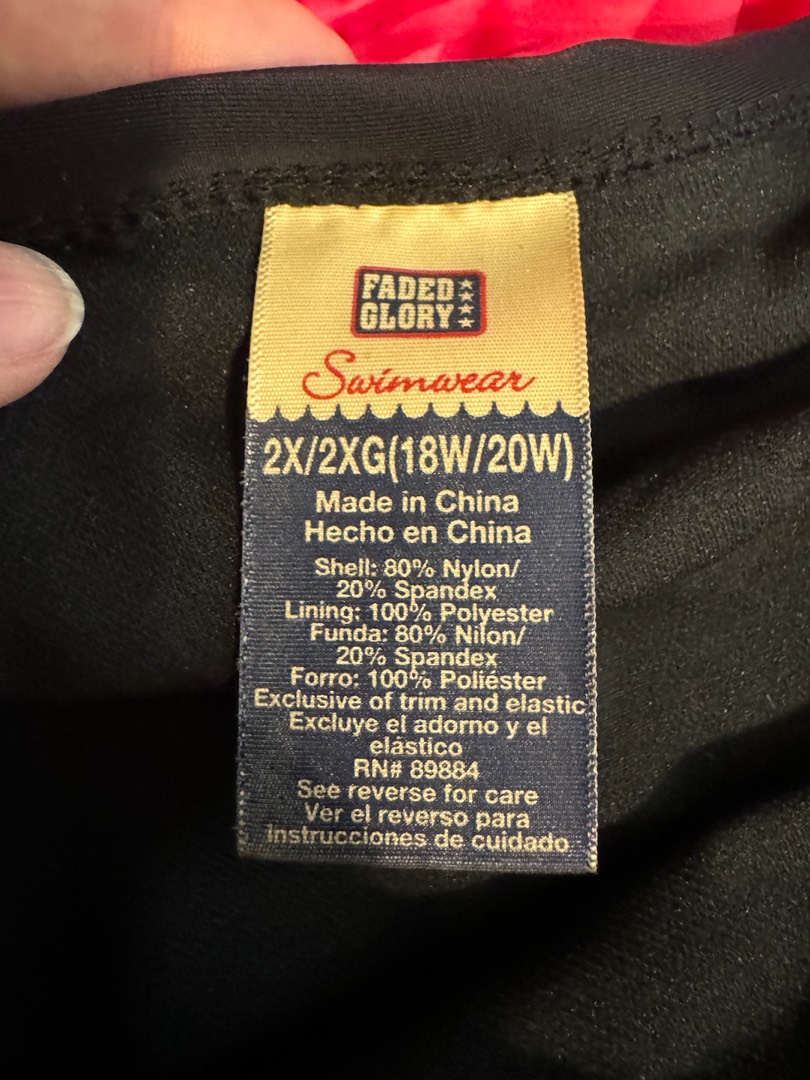 FADED
GLORY
Swimwear
2X/2XG(18W/20W)
Made in China
Hecho en China
Shell: 80% Nylon/
20% Spandex
Lining: 100% Polyester
Funda: 80% Nilon/
20% Spandex
Forro: 100% Poliéster
Exclusive of trim and elastic
Excluye el adorno y el
elástico
RN# 89884
See reverse for care
Ver el reverso para
instrucciones de cuidado